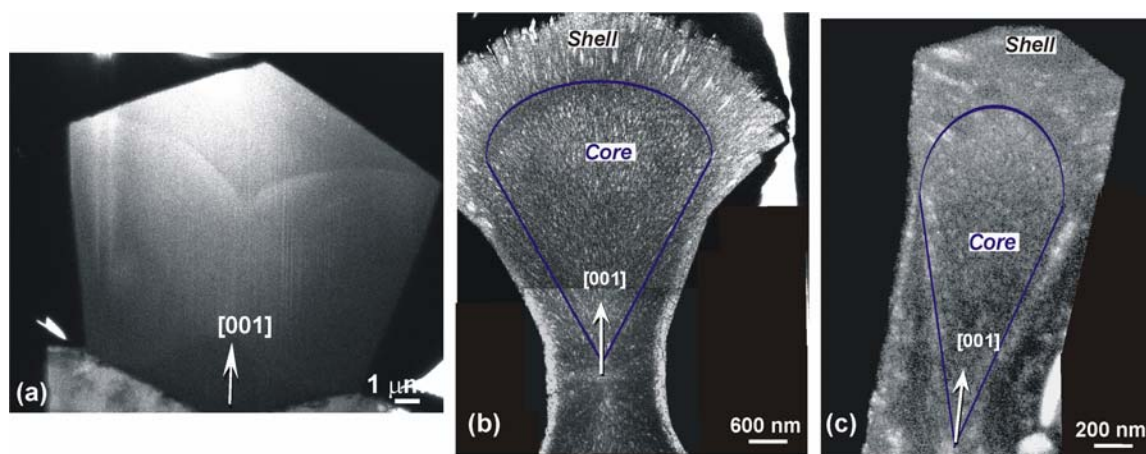 [001]
(a)
1 μm
Shell
Core
[001]
(b)
600 nm
Shell
Core
[001]
(c)
200 nm